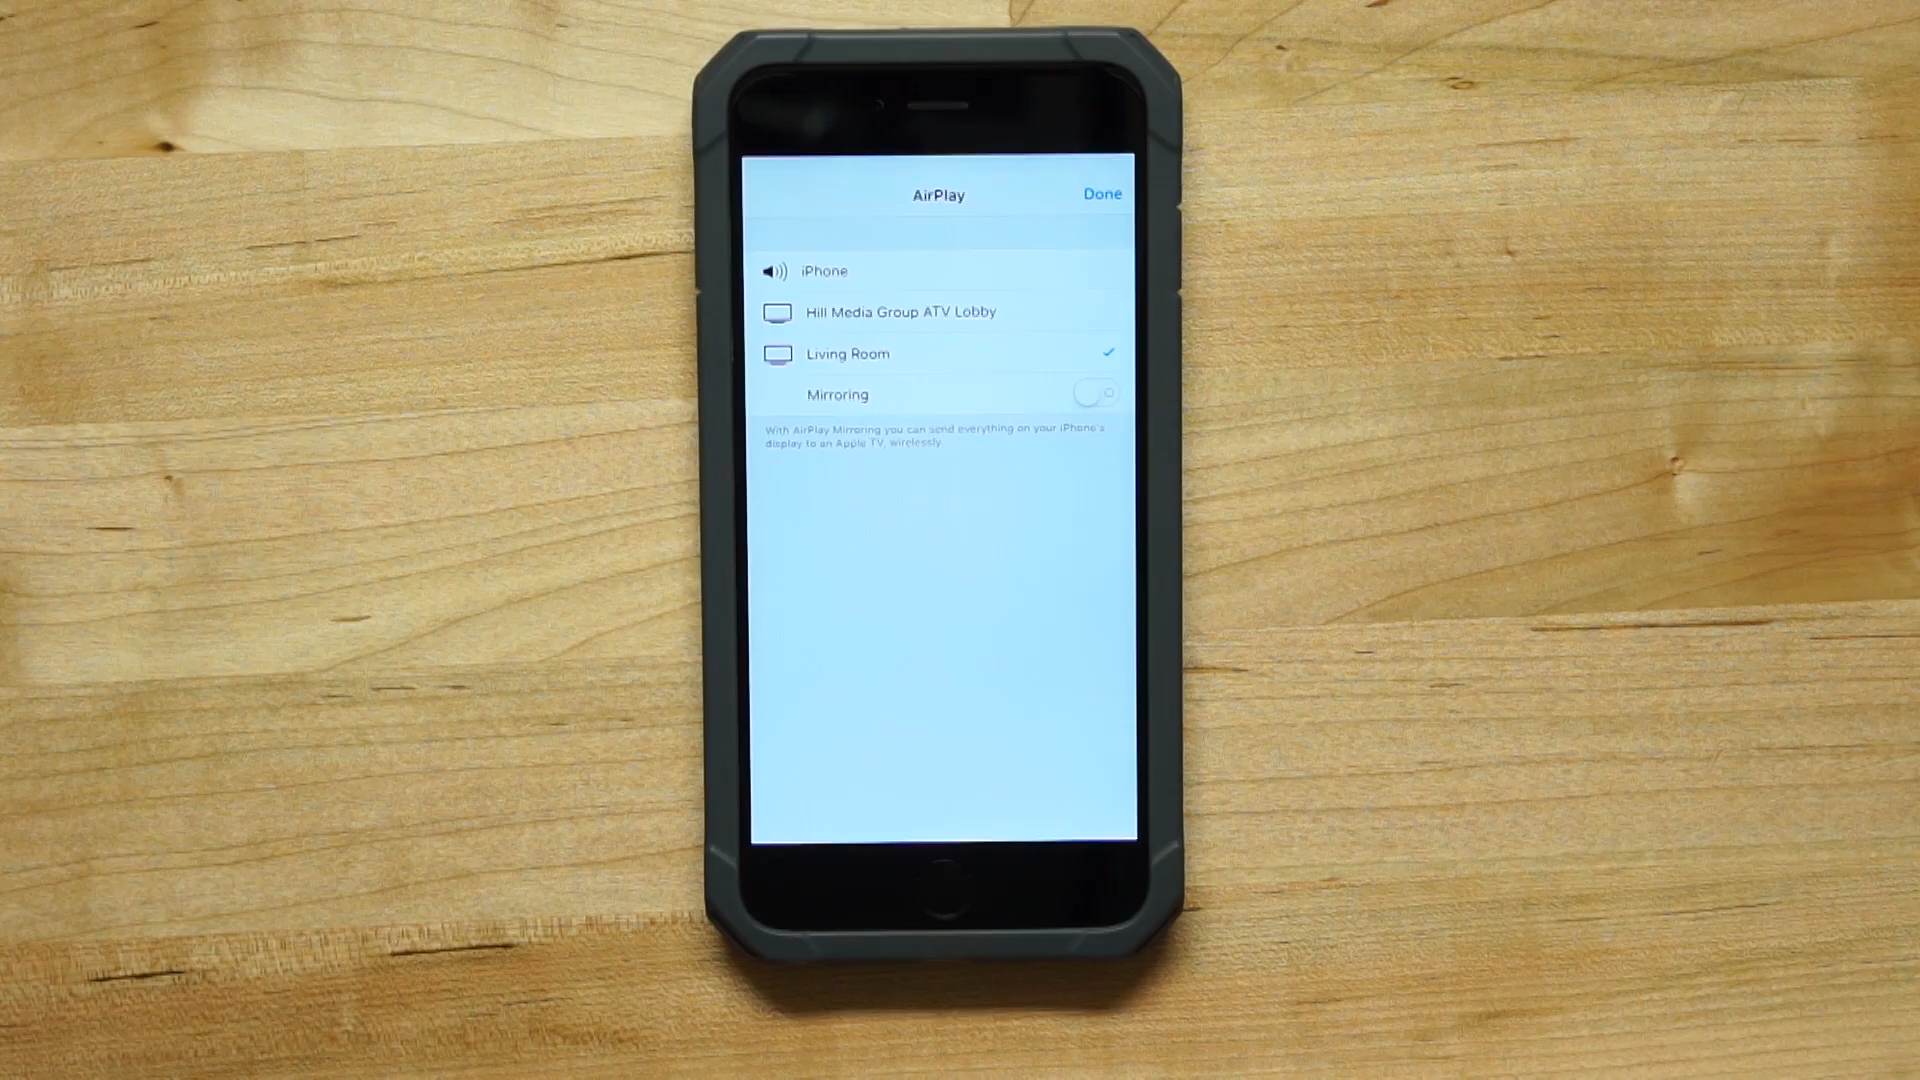 AirPlay
Done
iPhone
Hill Media Group ATV Lobby
Living Room
Mirroring
With AirPlay Mirroring you can send everything on your iPhone's
display to an Apple TV, wirelessly.